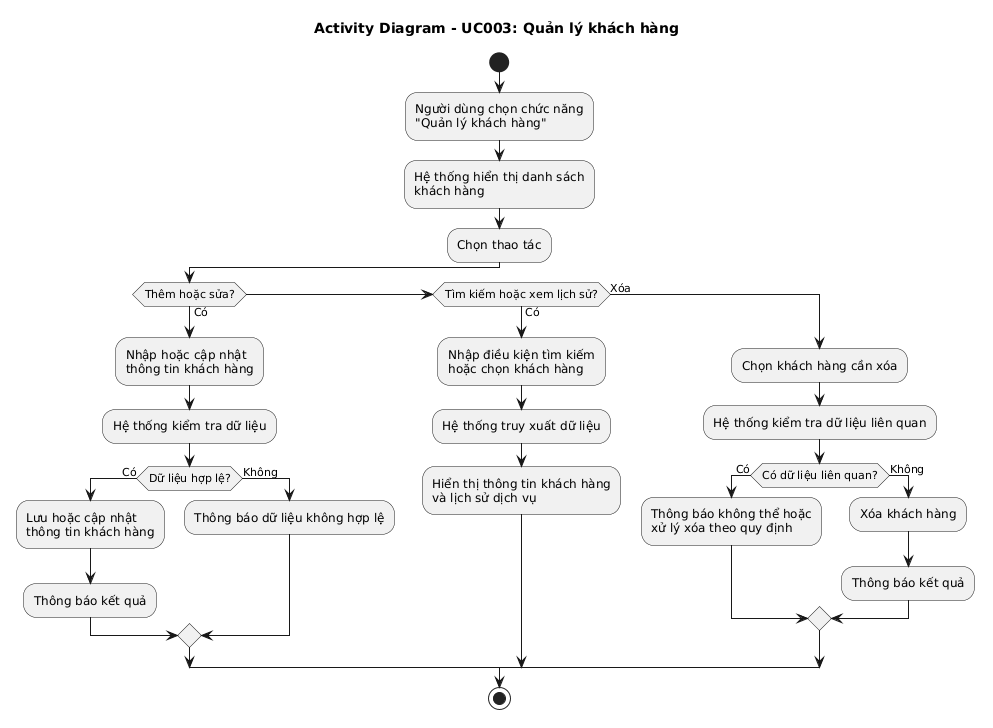 Activity Diagram - UC003: Quản lý khách hàng
Người dùng chọn chức năng
"Quản lý khách hàng"
Hệ thống hiển thị danh sách
khách hàng
Chọn thao tác
Thêm hoặc sửa?
Có
Nhập hoặc cập nhật
thông tin khách hàng
Hệ thống kiểm tra dữ liệu
Dữ liệu hợp lệ?
Có
Không
Lưu hoặc cập nhật
thông tin khách hàng
Thông báo kết quả
Thông báo dữ liệu không hợp lệ
Tìm kiếm hoặc xem lịch sử?
Có
Nhập điều kiện tìm kiếm
hoặc chọn khách hàng
Hệ thống truy xuất dữ liệu
Hiển thị thông tin khách hàng
và lịch sử dịch vụ
Xóa
Chọn khách hàng cần xóa
Hệ thống kiểm tra dữ liệu liên quan
Có dữ liệu liên quan?
Có
Không
Thông báo không thể hoặc
xử lý xóa theo quy định
Xóa khách hàng
Thông báo kết quả